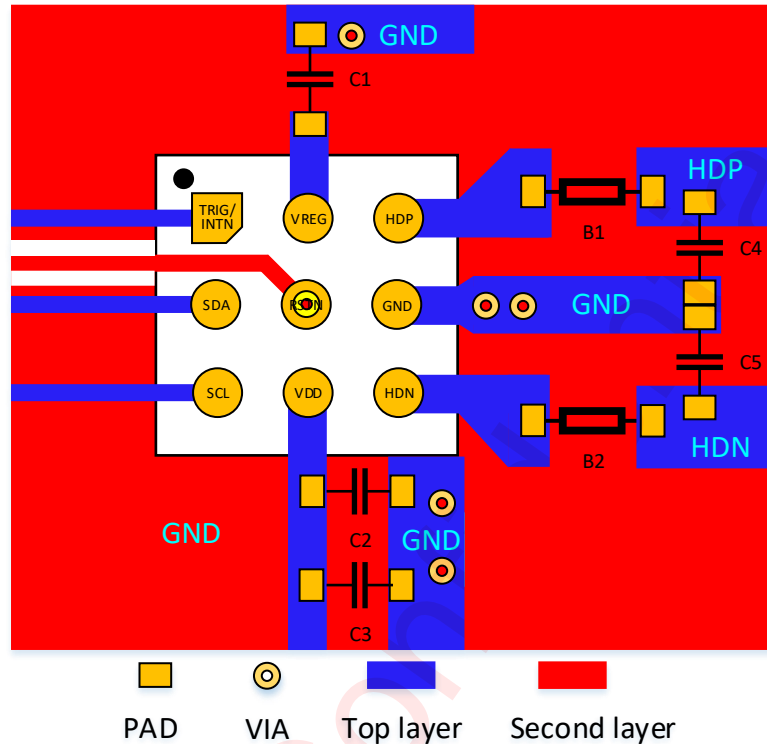 GND
C1
HDP
TRIG/
INTN
VREG
HDP
B1
C4
SDA
RSTN
GND
GND
C5
SCL
VDD
HDN
B2
HDN
GND
C2
GND
C3
PAD
VIA
Top layer
Second layer